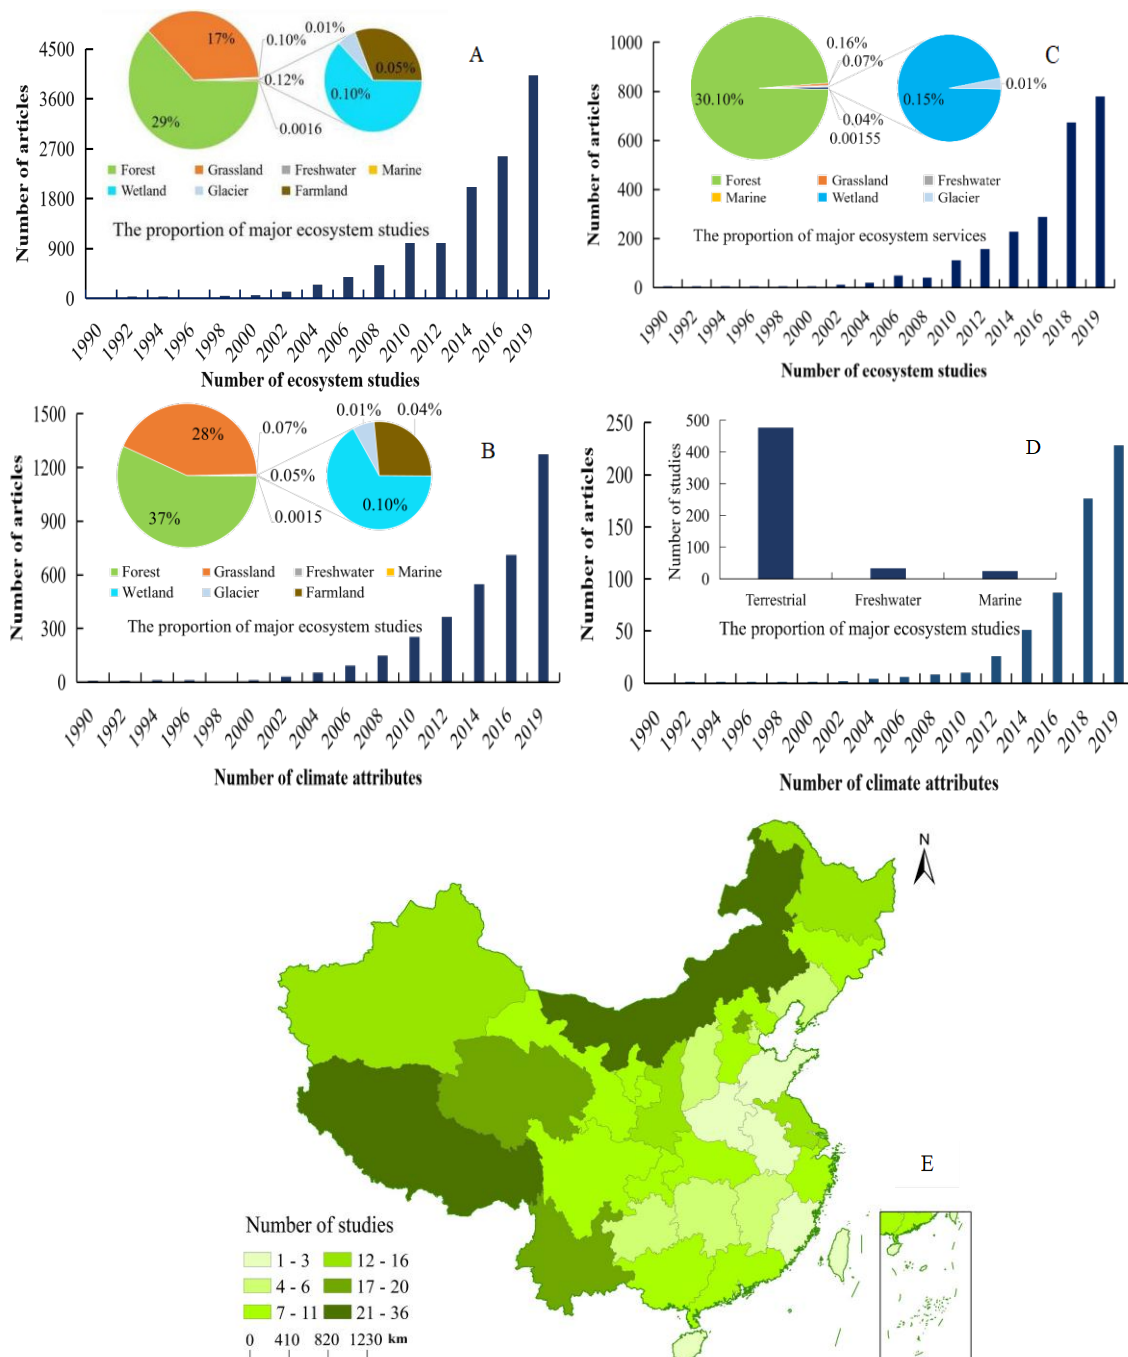 A
4500
3600
2700
1800
900
0
Number of articles
17%
29%
0.10%
0.12%
0.0016
0.01%
0.05%
0.10%
Forest Grassland Freshwater Marine
Wetland Glacier Farmland
The proportion of major ecosystem studies
1990 1992 1994 1996 1998 2000 2002 2004 2006 2008 2010 2012 2014 2016 2019
Number of ecosystem studies
C
1000
800
600
400
200
0
Number of articles
30.10%
0.16%
0.07%
0.04%
0.00155
0.15%
0.01%
Forest Grassland Freshwater
Marine Wetland Glacier
The proportion of major ecosystem services
1990 1992 1994 1996 1998 2000 2002 2004 2006 2008 2010 2012 2014 2016 2018 2019
Number of ecosystem studies
B
1500
1200
900
600
300
0
Number of articles
28%
37%
0.07%
0.05%
0.0015
0.01%
0.04%
0.10%
Forest Grassland Freshwater Marine
Wetland Glacier Farmland
The proportion of major ecosystem studies
1990 1992 1994 1996 1998 2000 2002 2004 2006 2008 2010 2012 2014 2016 2019
Number of climate attributes
D
250
200
150
100
50
0
Number of articles
500
400
300
200
100
0
Number of studies
Terrestrial Freshwater Marine
The proportion of major ecosystem studies
1990 1992 1994 1996 1998 2000 2002 2004 2006 2008 2010 2012 2014 2016 2018 2019
Number of climate attributes
N
E
Number of studies
1 - 3 12 - 16
4 - 6 17 - 20
7 - 11 21 - 36
0 410 820 1230 km